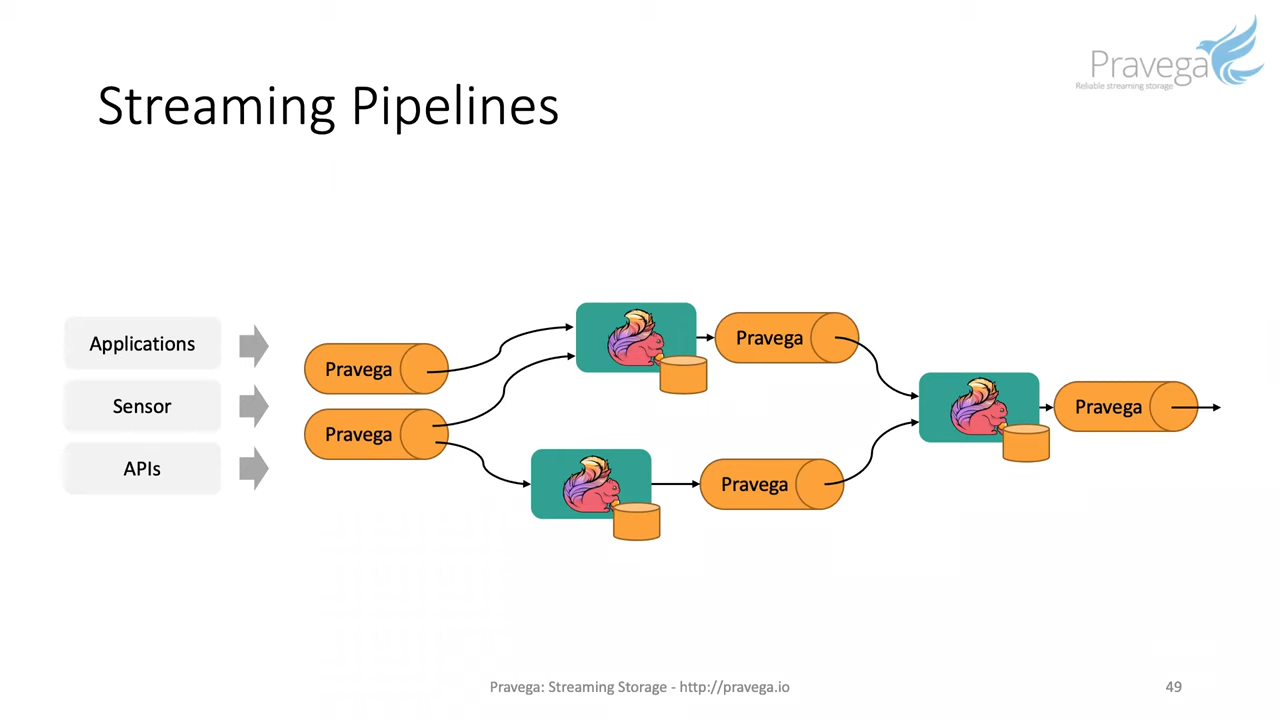 Pravega
Reliable streaming storage
Streaming Pipelines
Applications
Sensor
APIs
Pravega
Pravega
Pravega
Pravega
Pravega
Pravega: Streaming Storage - http://pravega.io
49